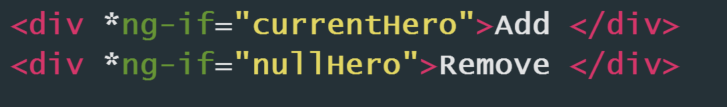 <div *ng-if="currentHero">Add </div>
<div *ng-if="nullHero">Remove </div>